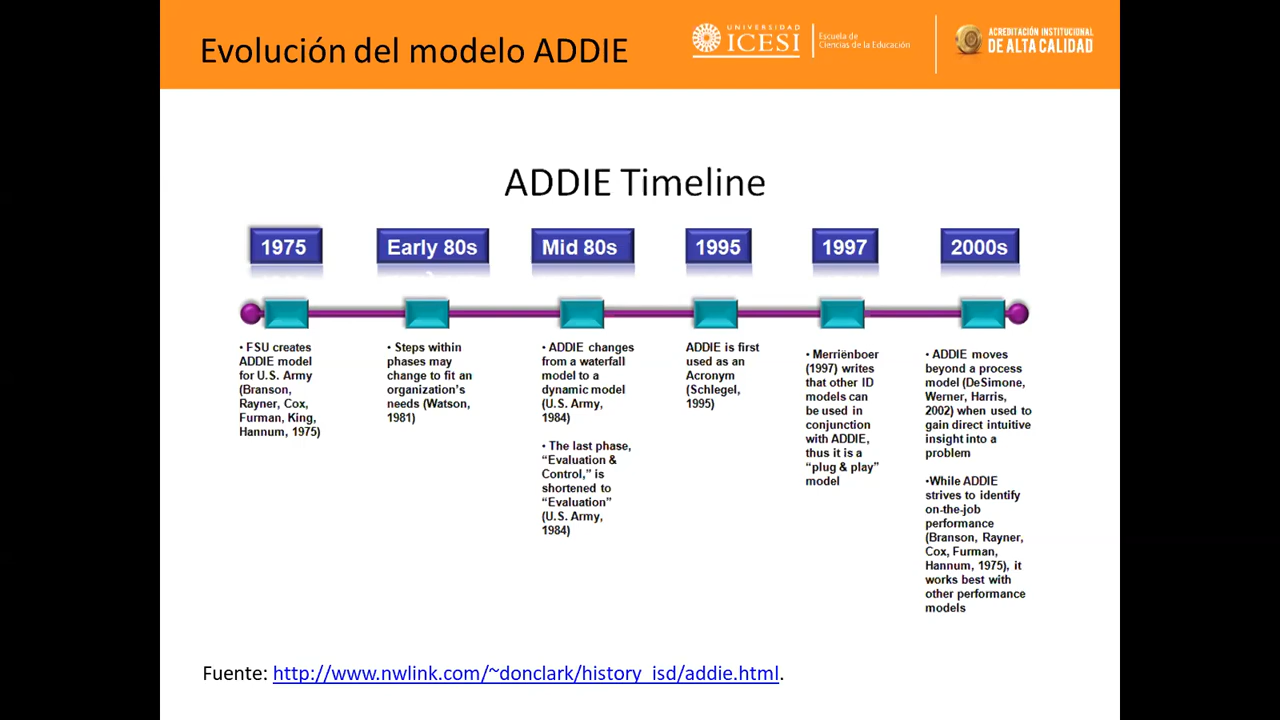 Evolución del modelo ADDIE
UNIVERSIDAD
ICESI
Escuela de
Ciencias de la Educación
ACREDITACIÓN INSTITUCIONAL
DE ALTA CALIDAD
ADDIE Timeline
1975
Early 80s
Mid 80s
1995
1997
2000s
• FSU creates
ADDIE model
for U.S. Army
(Branson,
Rayner, Cox,
Furman, King,
Hannum, 1975)
• Steps within
phases may
change to fit an
organization's
needs (Watson,
1981)
• ADDIE changes
from a waterfall
model to a
dynamic model
(U.S. Army,
1984)
• The last phase,
“Evaluation &
Control,” is
shortened to
“Evaluation”
(U.S. Army,
1984)
ADDIE is first
used as an
Acronym
(Schlegel,
1995)
• Merriënboer
(1997) writes
that other ID
models can
be used in
conjunction
with ADDIE,
thus it is a
“plug & play”
model
• ADDIE moves
beyond a process
model (DeSimone,
Werner, Harris,
2002) when used to
gain direct intuitive
insight into a
problem
•While ADDIE
strives to identify
on-the-job
performance
(Branson, Rayner,
Cox, Furman,
Hannum, 1975), it
works best with
other performance
models
Fuente: http://www.nwlink.com/~donclark/history_isd/addie.html.